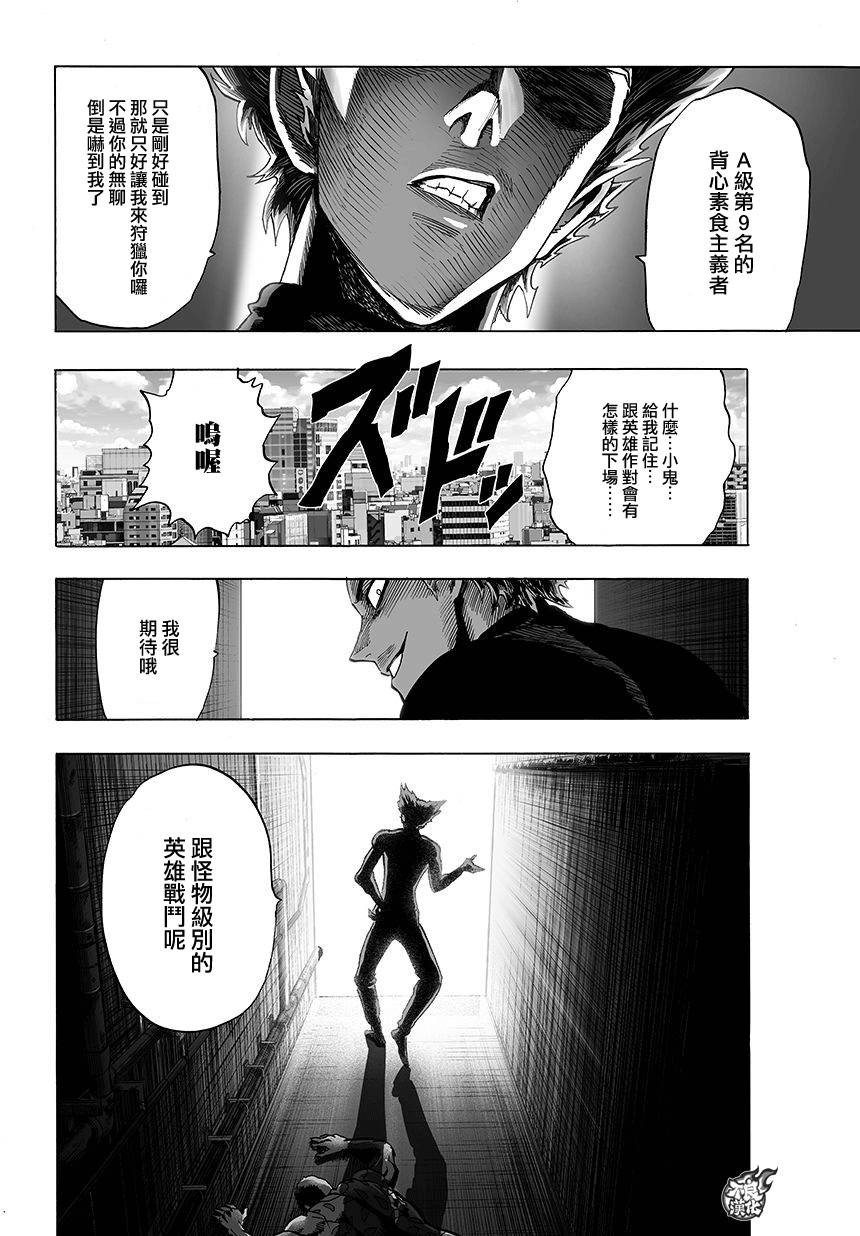 A級第9名的
背心素食主義者
只是剛好碰到
那就只好讓我來狩獵你囉
不過你的無聊
倒是嚇到我了
什麼…小鬼…
給我記住…
跟英雄作對會有
怎樣的下場……
ズドッ
嗚喔
我很
期待哦
跟怪物級別的
英雄戰鬥呢
不良
漢化